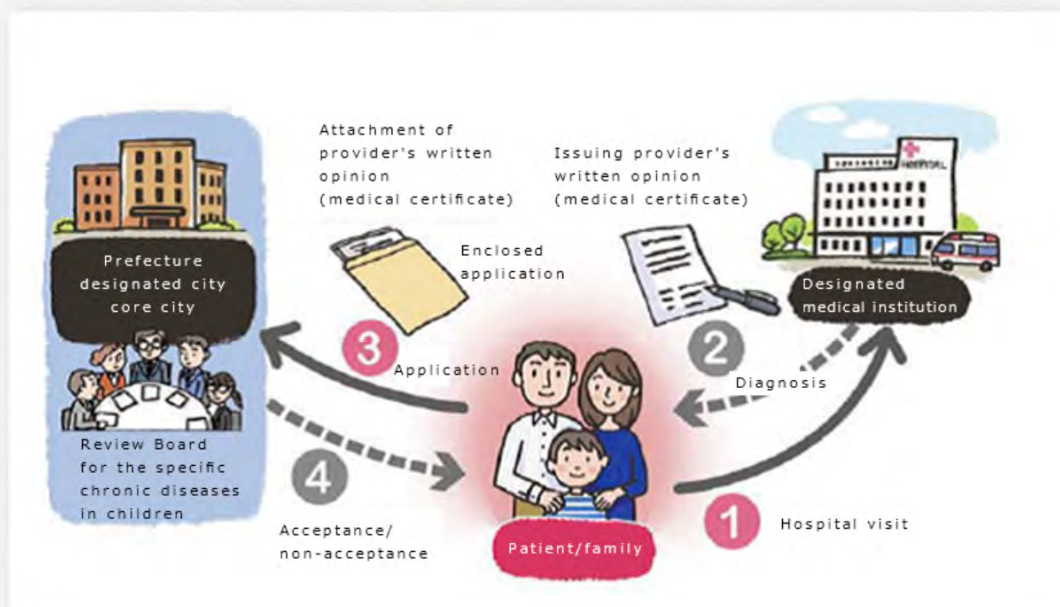 Attachment of
provider's written
opinion
(medical certificate)
Issuing provider's
written opinion
(medical certificate)
HOSPITAL
Enclosed
application
Prefecture
designated city
core city
Designated
medical institution
3
Application
2
Diagnosis
Review Board
for the specific
chronic diseases
in children
4
Acceptance/
non-acceptance
Patient/family
1
Hospital visit